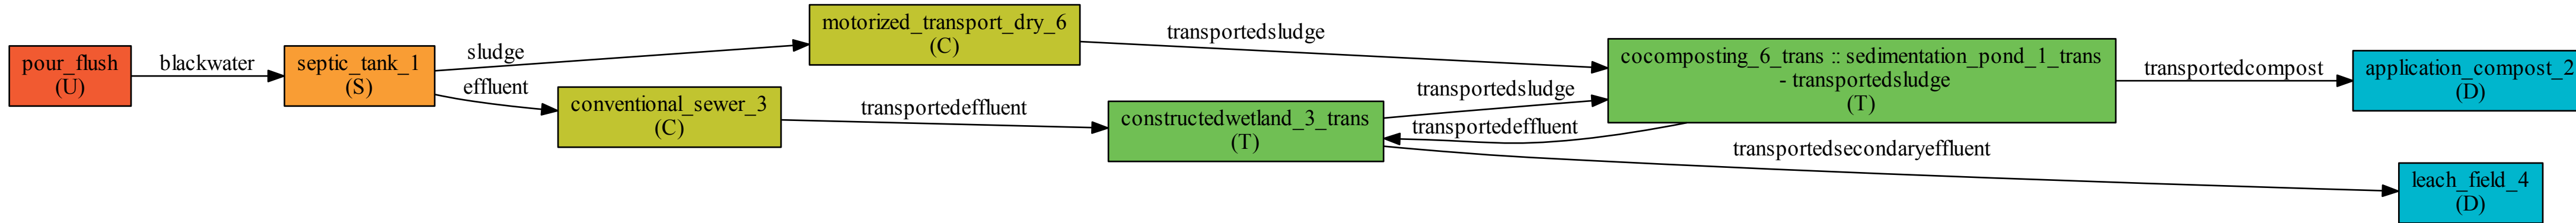 pour_flush
(U)
blackwater
septic_tank_1
(S)
sludge
effluent
motorized_transport_dry_6
(C)
conventional_sewer_3
(C)
transportedsludge
transportedeffluent
constructedwetland_3_trans
(T)
transportedsludge
transportedeffluent
cocomposting_6_trans :: sedimentation_pond_1_trans
- transportedsludge
(T)
transportedsecondaryeffluent
transportedcompost
application_compost_2
(D)
leach_field_4
(D)